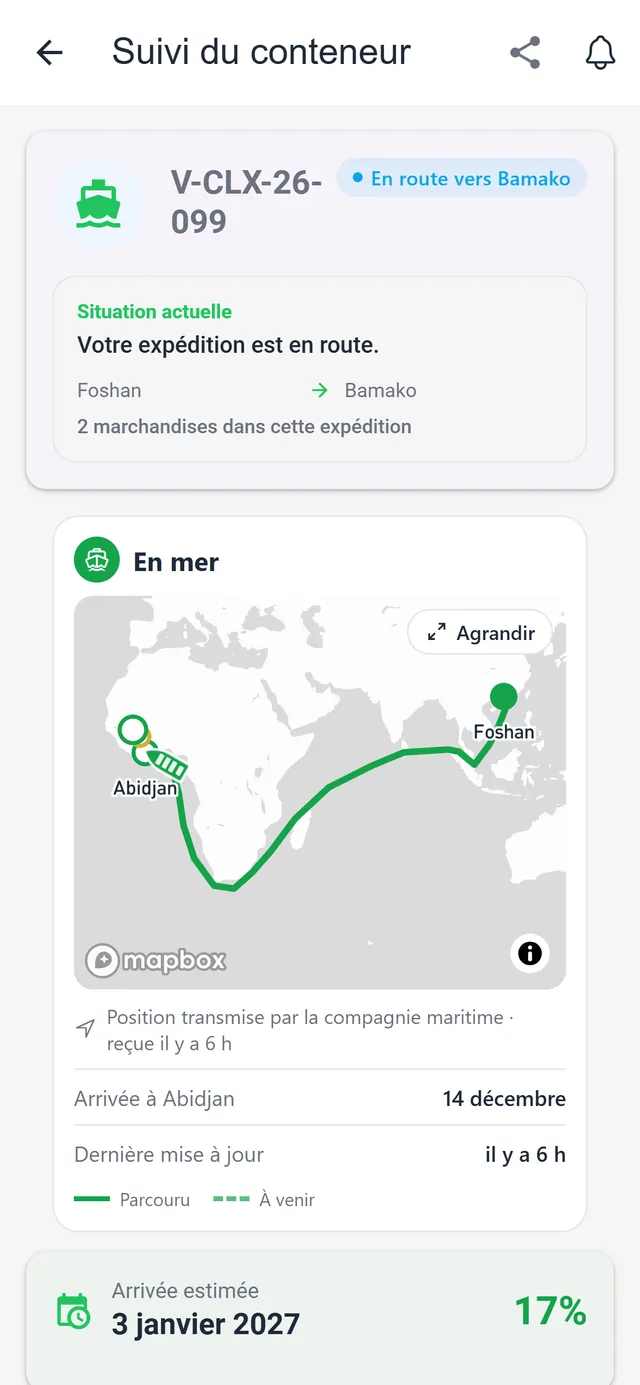 Suivi du conteneur
V-CLX-26-
099
En route vers Bamako
Situation actuelle
Votre expédition est en route.
Foshan → Bamako
2 marchandises dans cette expédition
En mer
Agrandir
Foshan
Abidjan
mapbox
Position transmise par la compagnie maritime ·
reçue il y a 6 h
Arrivée à Abidjan 14 décembre
Dernière mise à jour il y a 6 h
Parcouru À venir
Arrivée estimée
3 janvier 2027
17%